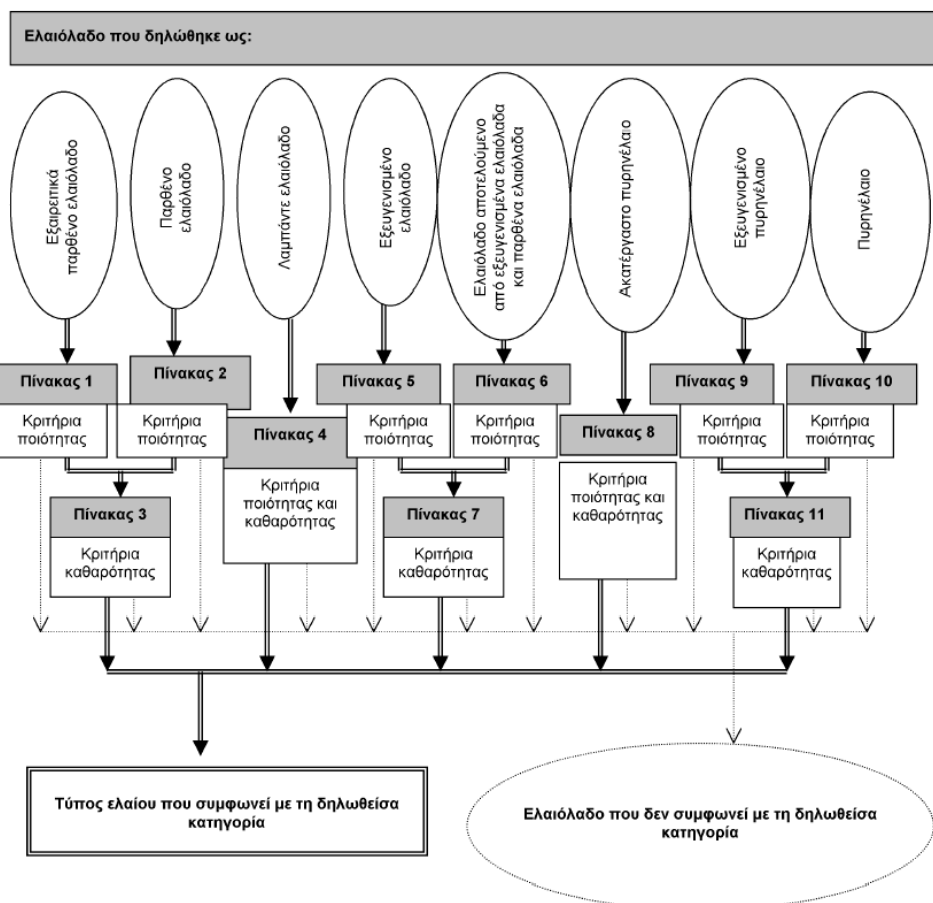 Ελαιόλαδο που δηλώθηκε ως:
Εξαιρετικά
παρθένο ελαιόλαδο
Παρθένο
ελαιόλαδο
Λαμπάντε ελαιόλαδο
Εξευγενισμένο
ελαιόλαδο
Ελαιόλαδο αποτελούμενο
από εξευγενισμένα ελαιόλαδα
και παρθένα ελαιόλαδα
Ακατέργαστο πυρηνέλαιο
Εξευγενισμένο
πυρηνέλαιο
Πυρηνέλαιο
Πίνακας 1
Κριτήρια
ποιότητας
Πίνακας 2
Κριτήρια
ποιότητας
Πίνακας 4
Κριτήρια
ποιότητας και
καθαρότητας
Πίνακας 5
Κριτήρια
ποιότητας
Πίνακας 6
Κριτήρια
ποιότητας
Πίνακας 8
Κριτήρια
ποιότητας και
καθαρότητας
Πίνακας 9
Κριτήρια
ποιότητας
Πίνακας 10
Κριτήρια
ποιότητας
Πίνακας 3
Κριτήρια
καθαρότητας
Πίνακας 7
Κριτήρια
καθαρότητας
Πίνακας 11
Κριτήρια
καθαρότητας
Τύπος ελαίου που συμφωνεί με τη δηλωθείσα
κατηγορία
Ελαιόλαδο που δεν συμφωνεί με τη δηλωθείσα
κατηγορία